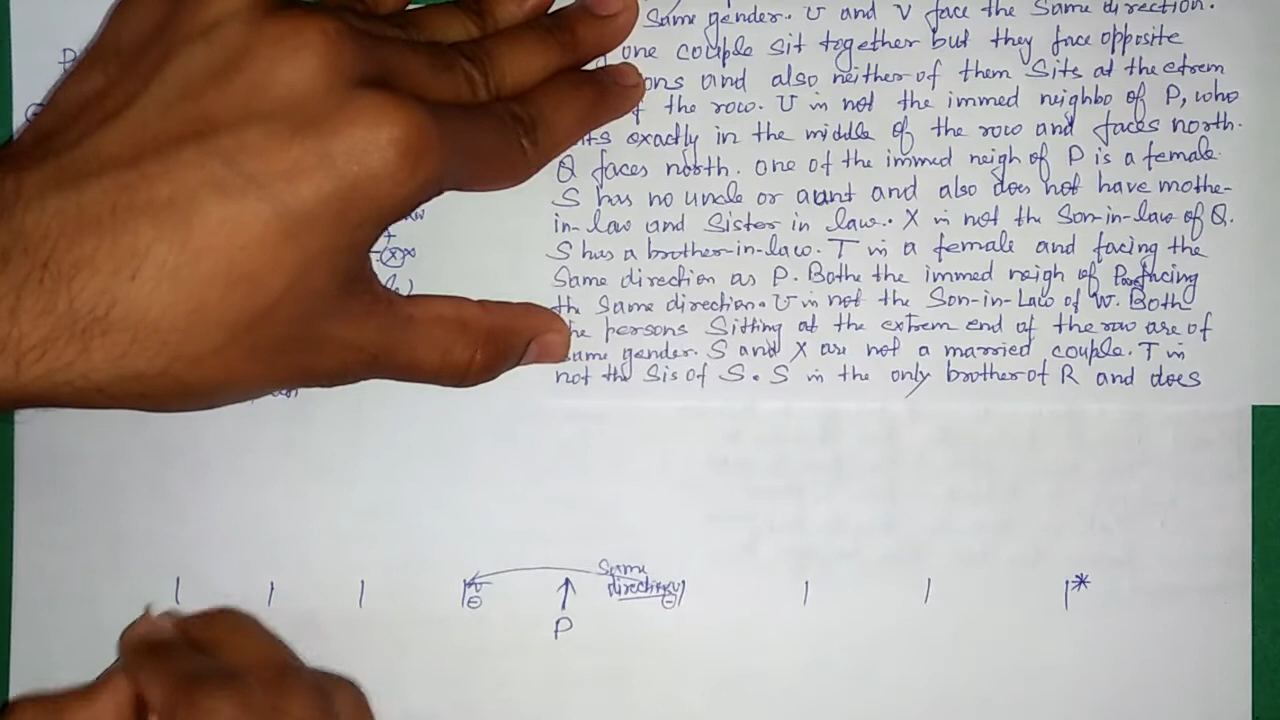 Same gender. U and V face the same direction.
one couple sit together but they face opposite
ons and also neither of them Sits at the extrem
the row. U is not the immed neighbo of P, who
ts exactly in the middle of the row and faces north.
Q faces north. one of the immed neigh of P is a female.
S has no uncle or aunt and also does not have mothe-
in-law and Sister in law. X is not the Son-in-law of Q.
S has a brother-in-law. T is a female and facing the
Same direction as P. Bothe the immed neigh of P are facing
the Same direction. U is not the Son-in-Law of W. Both
he persons Sitting at the extrem end of the row are of
same gender. S and X are not a married couple. T is
not the Sis of S. S is the only brother of R and does
Same
direction
P